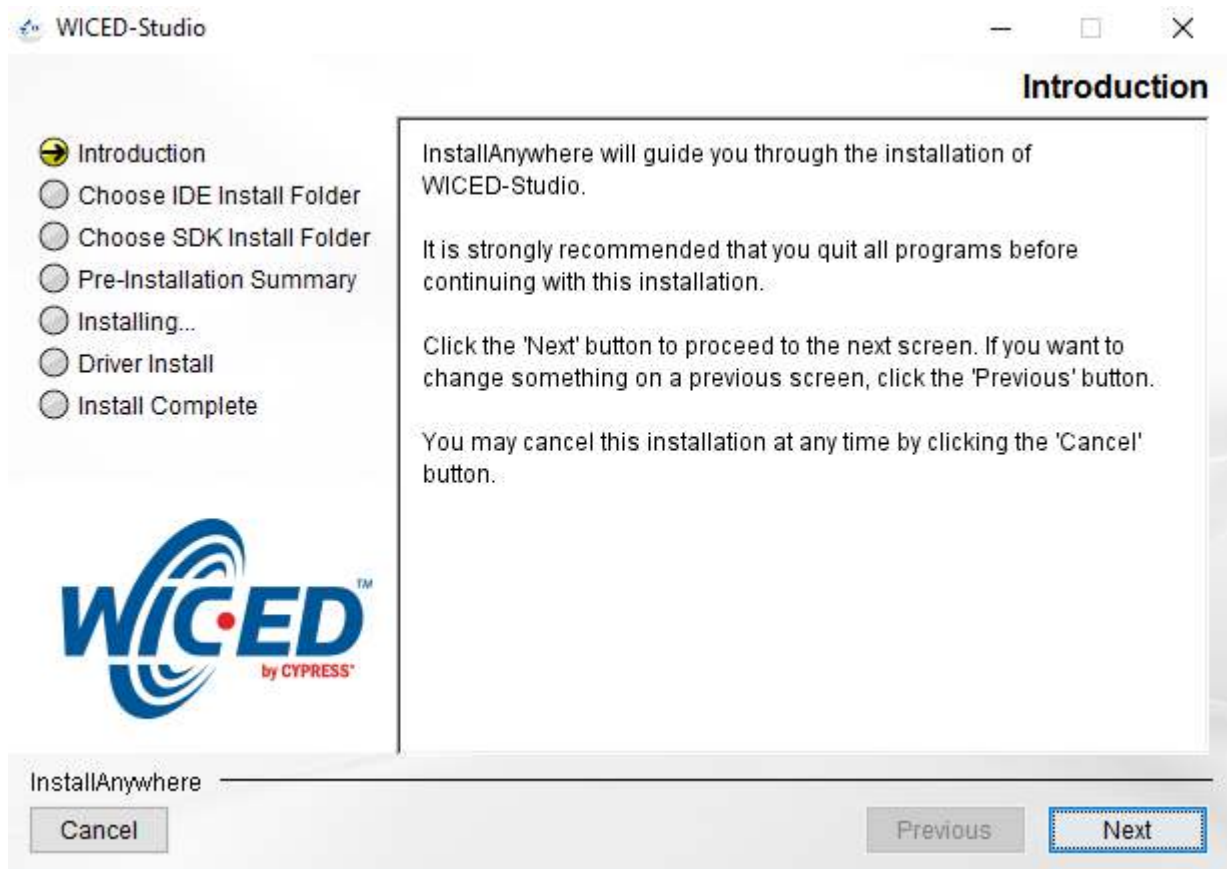 WICED-Studio
Introduction
Introduction
Choose IDE Install Folder
Choose SDK Install Folder
Pre-Installation Summary
Installing...
Driver Install
Install Complete
InstallAnywhere will guide you through the installation of
WICED-Studio.
It is strongly recommended that you quit all programs before
continuing with this installation.
Click the 'Next' button to proceed to the next screen. If you want to
change something on a previous screen, click the 'Previous' button.
You may cancel this installation at any time by clicking the 'Cancel'
button.
WICED™
by CYPRESS®
InstallAnywhere
Cancel
Previous
Next